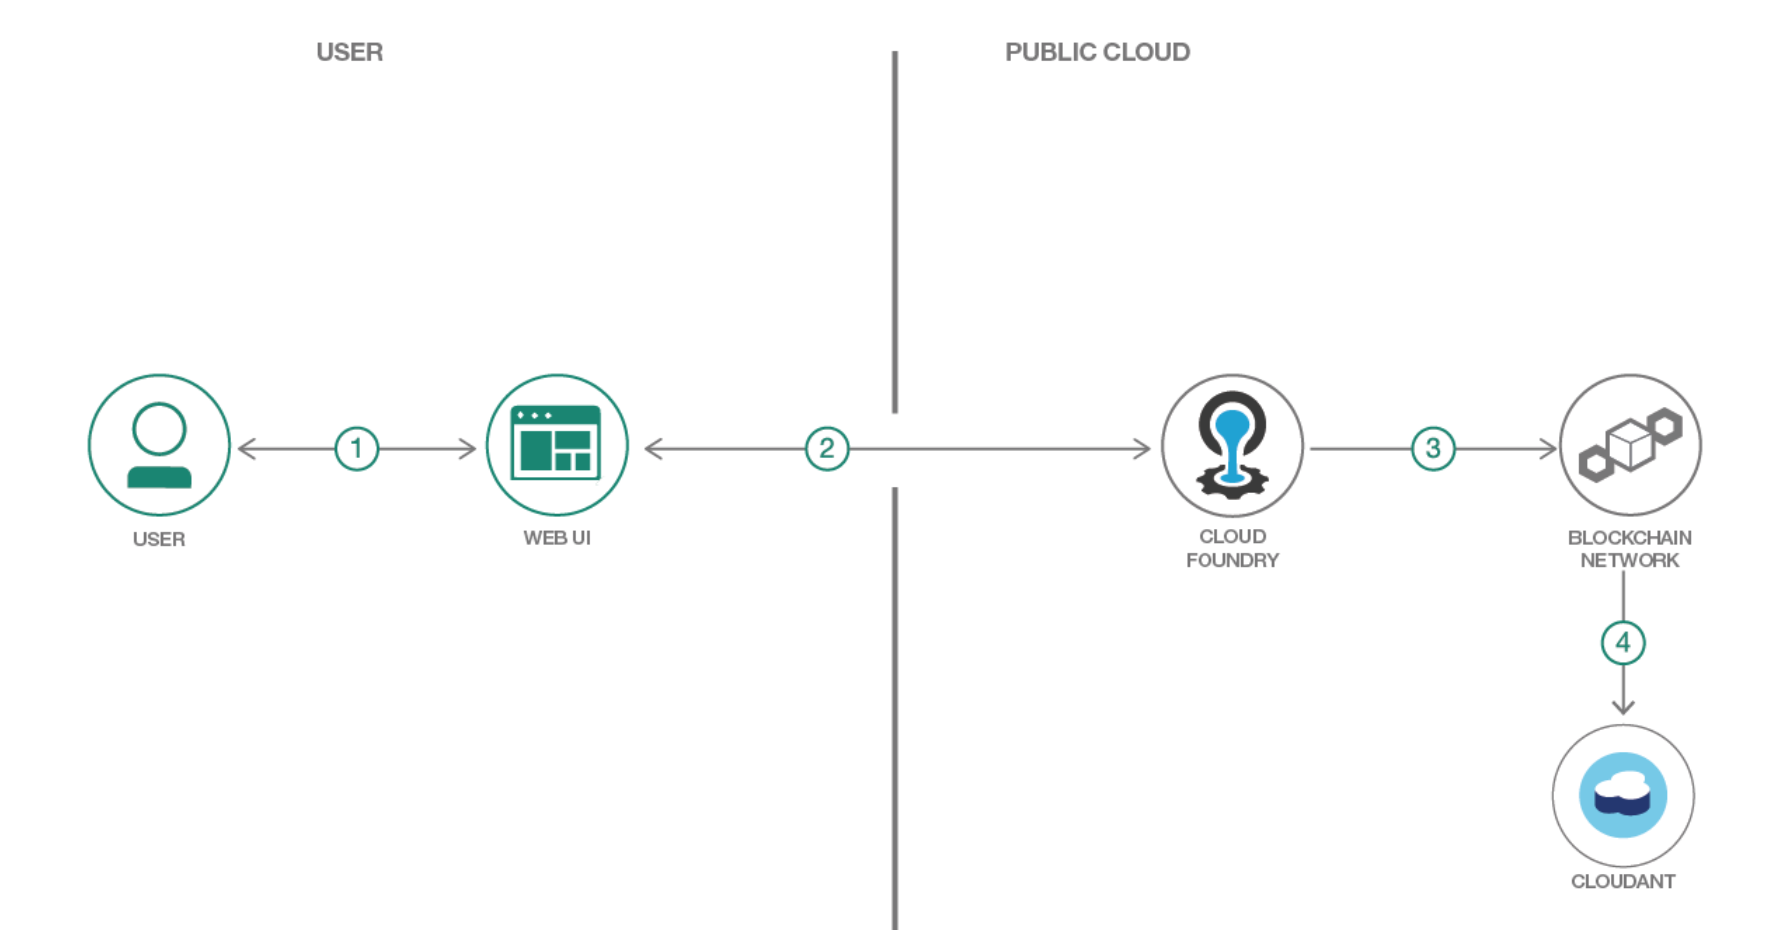 USER
PUBLIC CLOUD
1
2
3
USER
WEB UI
CLOUD
FOUNDRY
BLOCKCHAIN
NETWORK
4
CLOUDANT